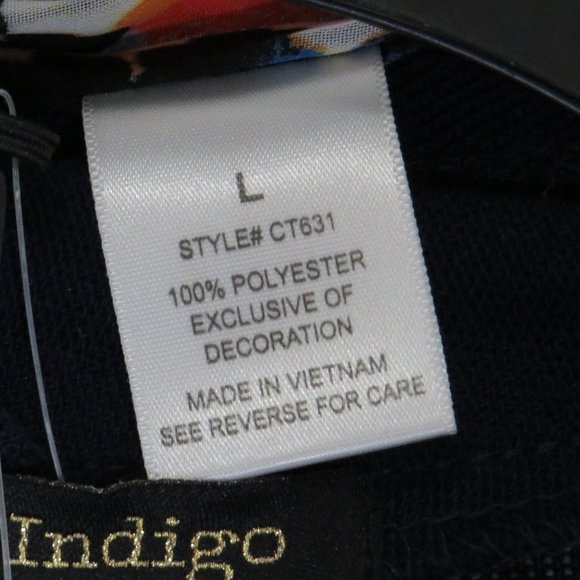 L
STYLE# CT631
100% POLYESTER
EXCLUSIVE OF
DECORATION
MADE IN VIETNAM
SEE REVERSE FOR CARE
Indigo